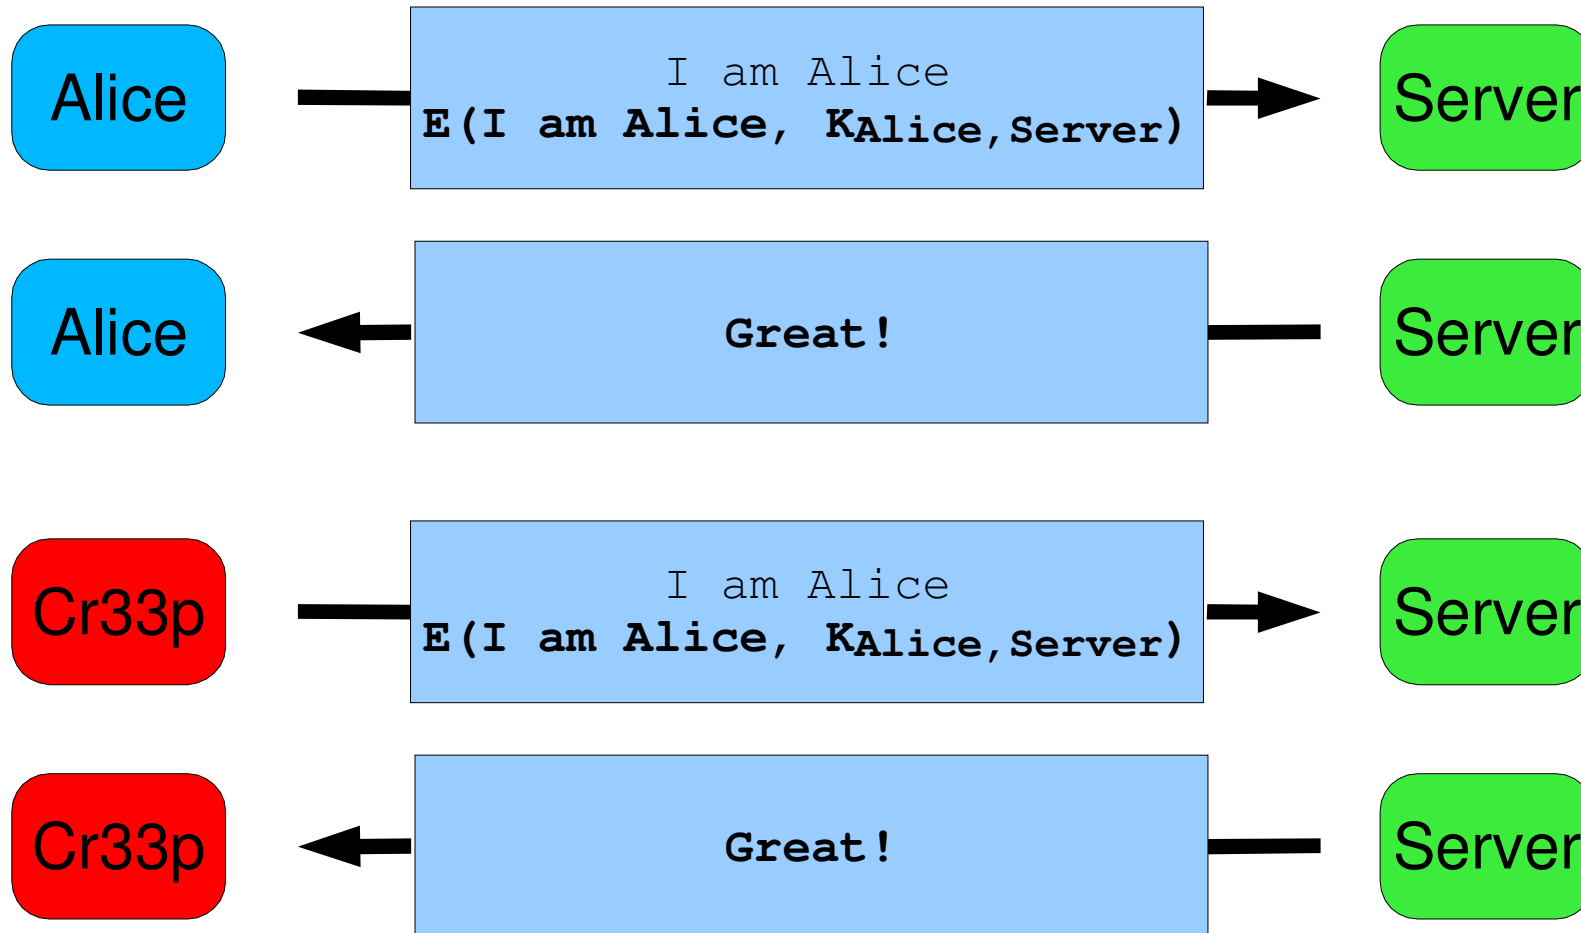 Alice
I am Alice
E(I am Alice, KAlice,Server)
Server
Alice
Great!
Server
Cr33p
I am Alice
E(I am Alice, KAlice,Server)
Server
Cr33p
Great!
Server